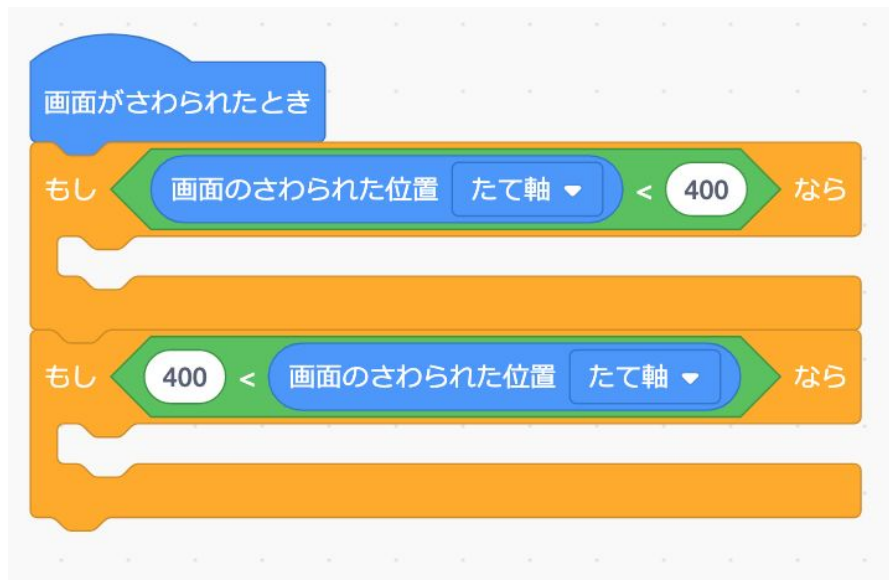 画面がさわられたとき
もし 画面のさわられた位置 たて軸 < 400 なら
もし 400 < 画面のさわられた位置 たて軸 なら